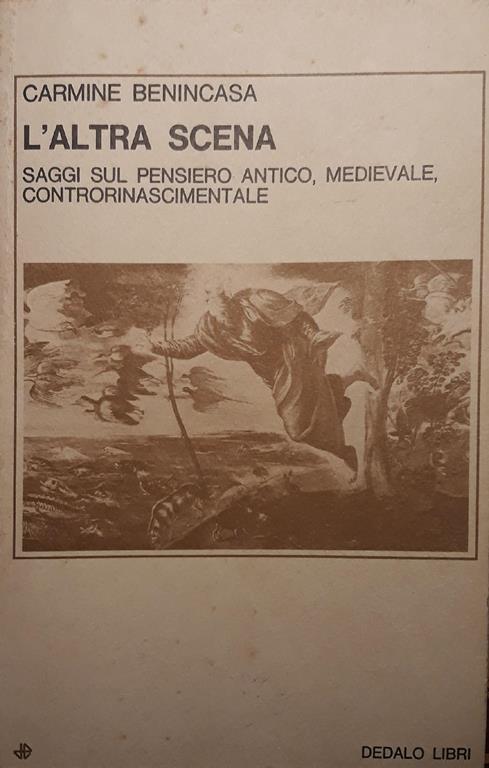 CARMINE BENINCASA
L'ALTRA SCENA
SAGGI SUL PENSIERO ANTICO, MEDIEVALE,
CONTRORINASCIMENTALE
DEDALO LIBRI